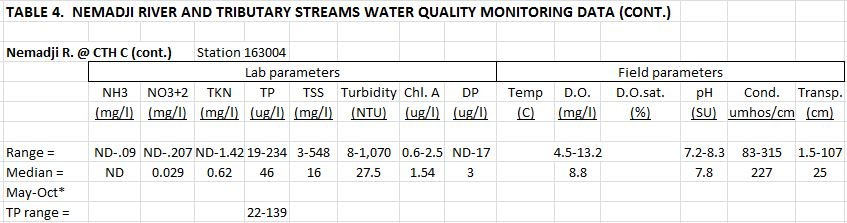 TABLE 4. NEMADJI RIVER AND TRIBUTARY STREAMS WATER QUALITY MONITORING DATA (CONT.)
Nemadji R. @ CTH C (cont.) Station 163004
Lab parameters Field parameters
NH3 NO3+2 TKN TP TSS Turbidity Chl. A DP Temp D.O. D.O.sat. pH Cond. Transp.
(mg/l) (mg/l) (mg/l) (ug/l) (mg/l) (NTU) (ug/l) (ug/l) (C) (mg/l) (%) (SU) umhos/cm (cm)
Range = ND-.09 ND-.207 ND-1.42 19-234 3-548 8-1,070 0.6-2.5 ND-17 4.5-13.2 7.2-8.3 83-315 1.5-107
Median = ND 0.029 0.62 46 16 27.5 1.54 3 8.8 7.8 227 25
May-Oct*
TP range = 22-139